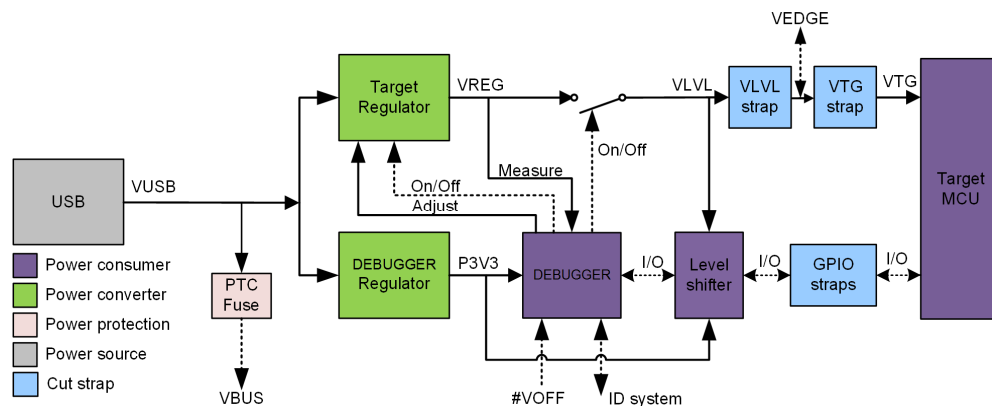 VEDGE
Target
Regulator
VREG
VLVL
VLVL
strap
VTG
strap
VTG
On/Off
Measure
On/Off
Adjust
Target
MCU
USB
VUSB
DEBUGGER
Regulator
P3V3
DEBUGGER
I/O
Level
shifter
I/O
GPIO
straps
I/O
PTC
Fuse
Power consumer
Power converter
Power protection
Power source
Cut strap
VBUS
#VOFF
ID system